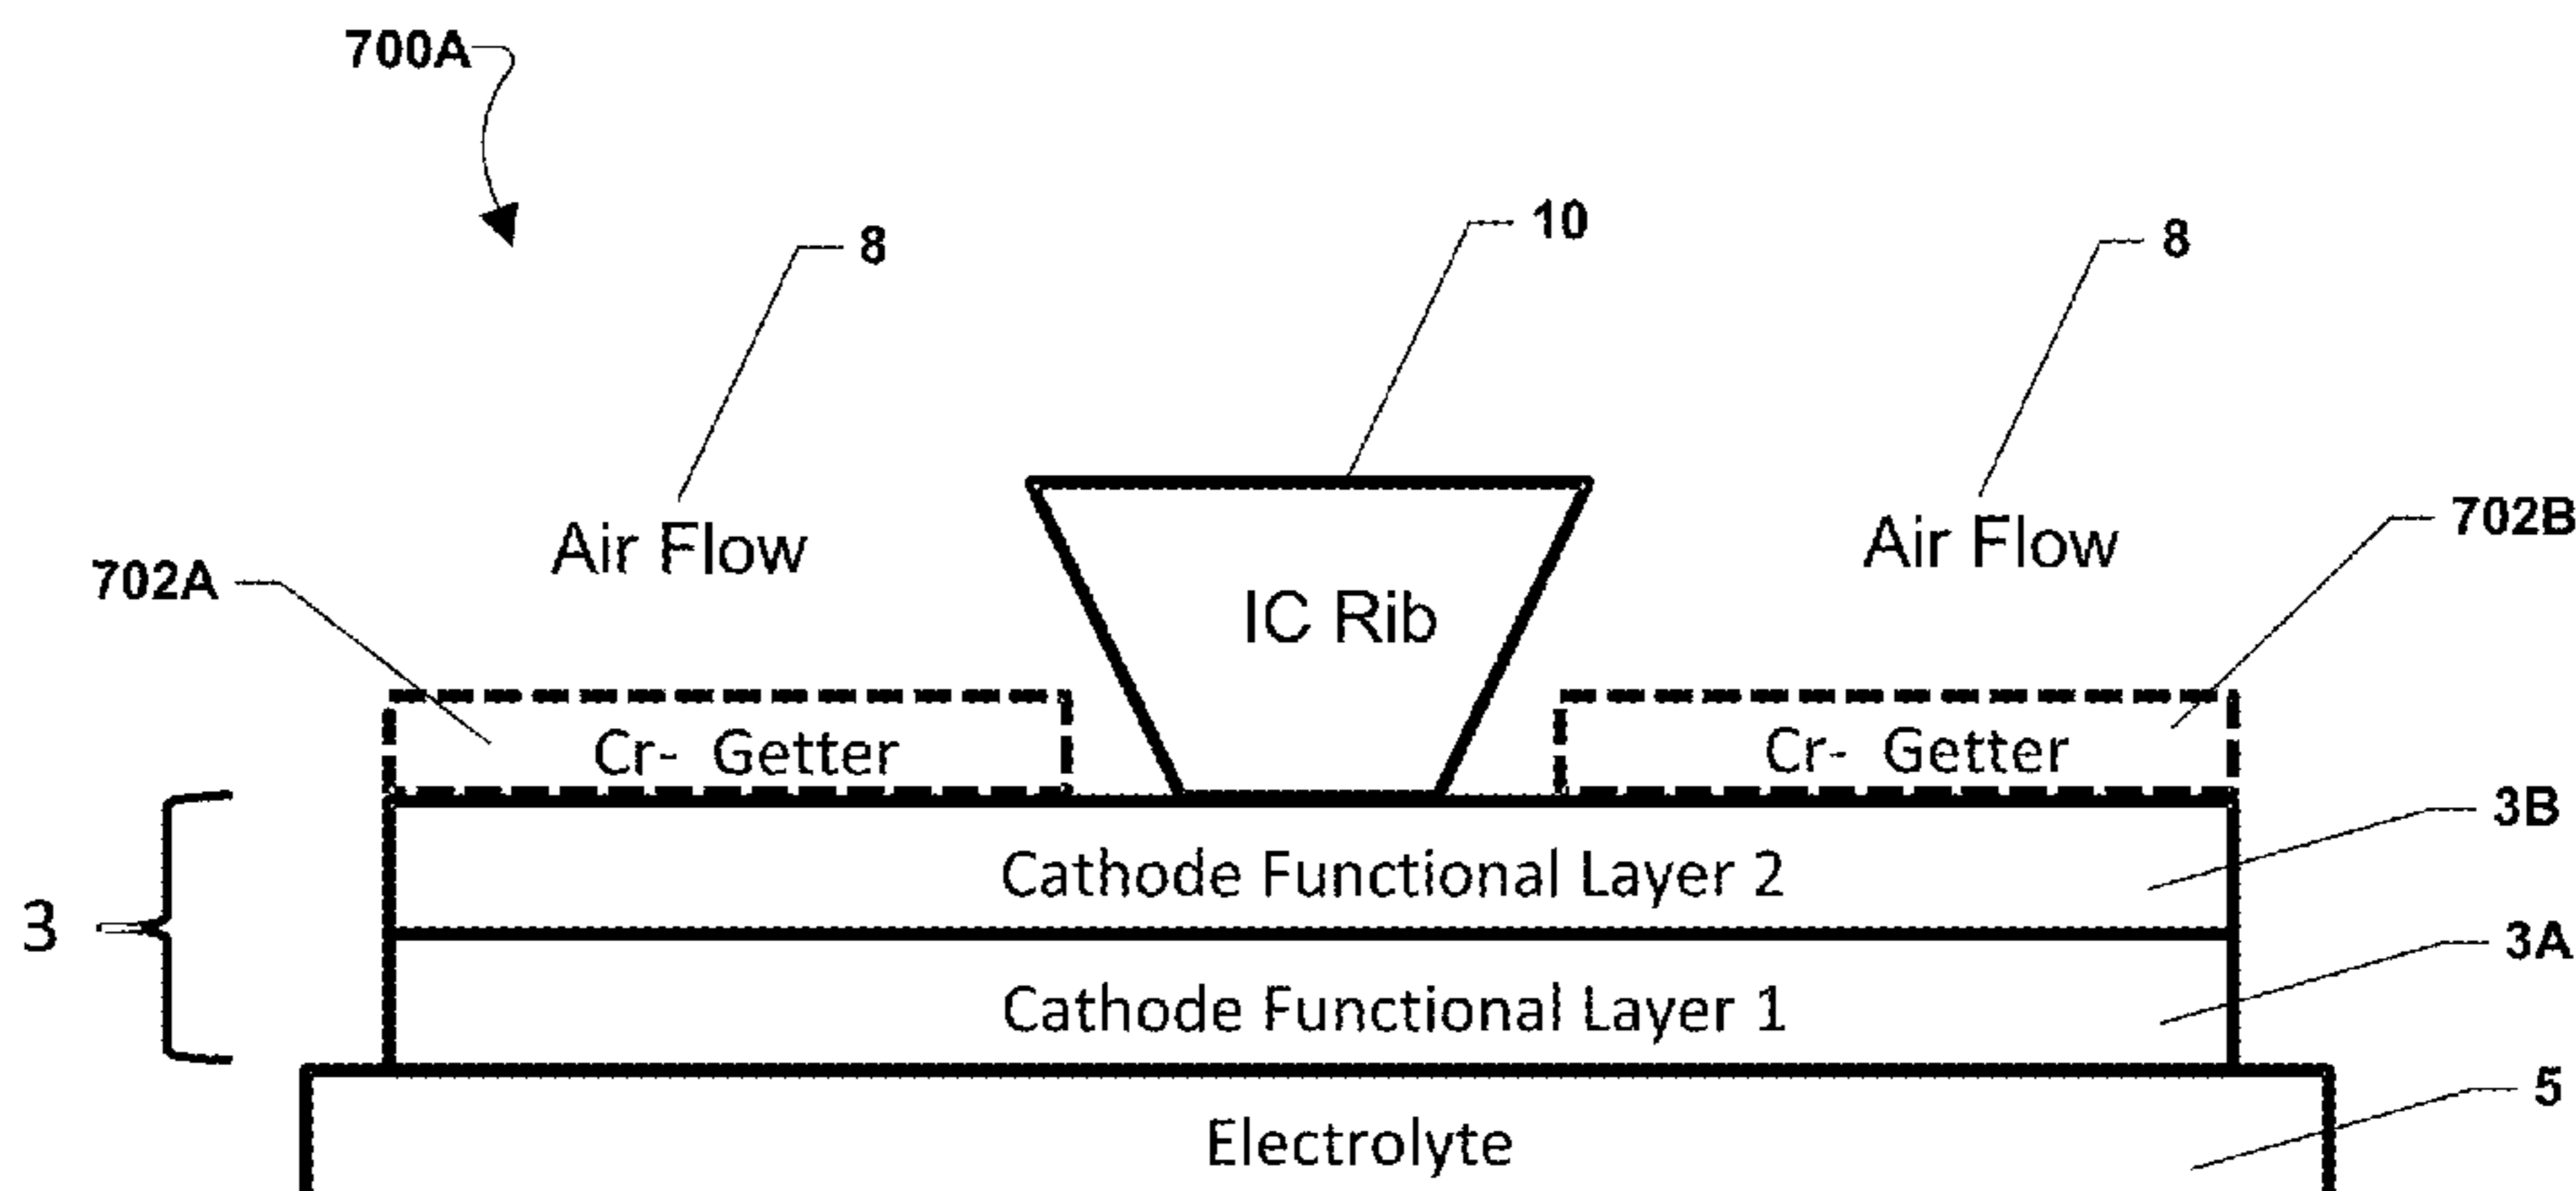 700A
8
10
8
702B
Air Flow
Air Flow
702A
IC Rib
Cr- Getter
Cr- Getter
3B
Cathode Functional Layer 2
3
3A
Cathode Functional Layer 1
5
Electrolyte